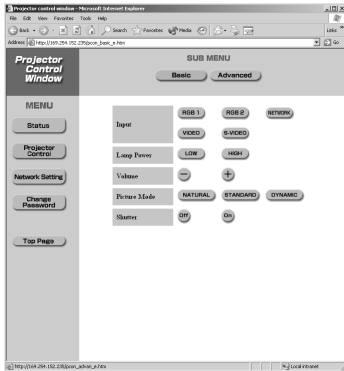 Projector control window - Microsoft Internet Explorer
File Edit View Favorites Tools Help
Back Search Favorites Media
Address http://169.254.152.235/pcon_basic_e.htm Go Links
Projector Control Window
SUB MENU
Basic Advanced
MENU
Status
Projector Control
Network Setting
Change Password
Top Page
Input RGB 1 RGB 2 NETWORK
VIDEO S-VIDEO
Lamp Power LOW HIGH
Volume − +
Picture Mode NATURAL STANDARD DYNAMIC
Shutter Off On
http://169.254.152.235/pcon_advan_e.htm Local intranet